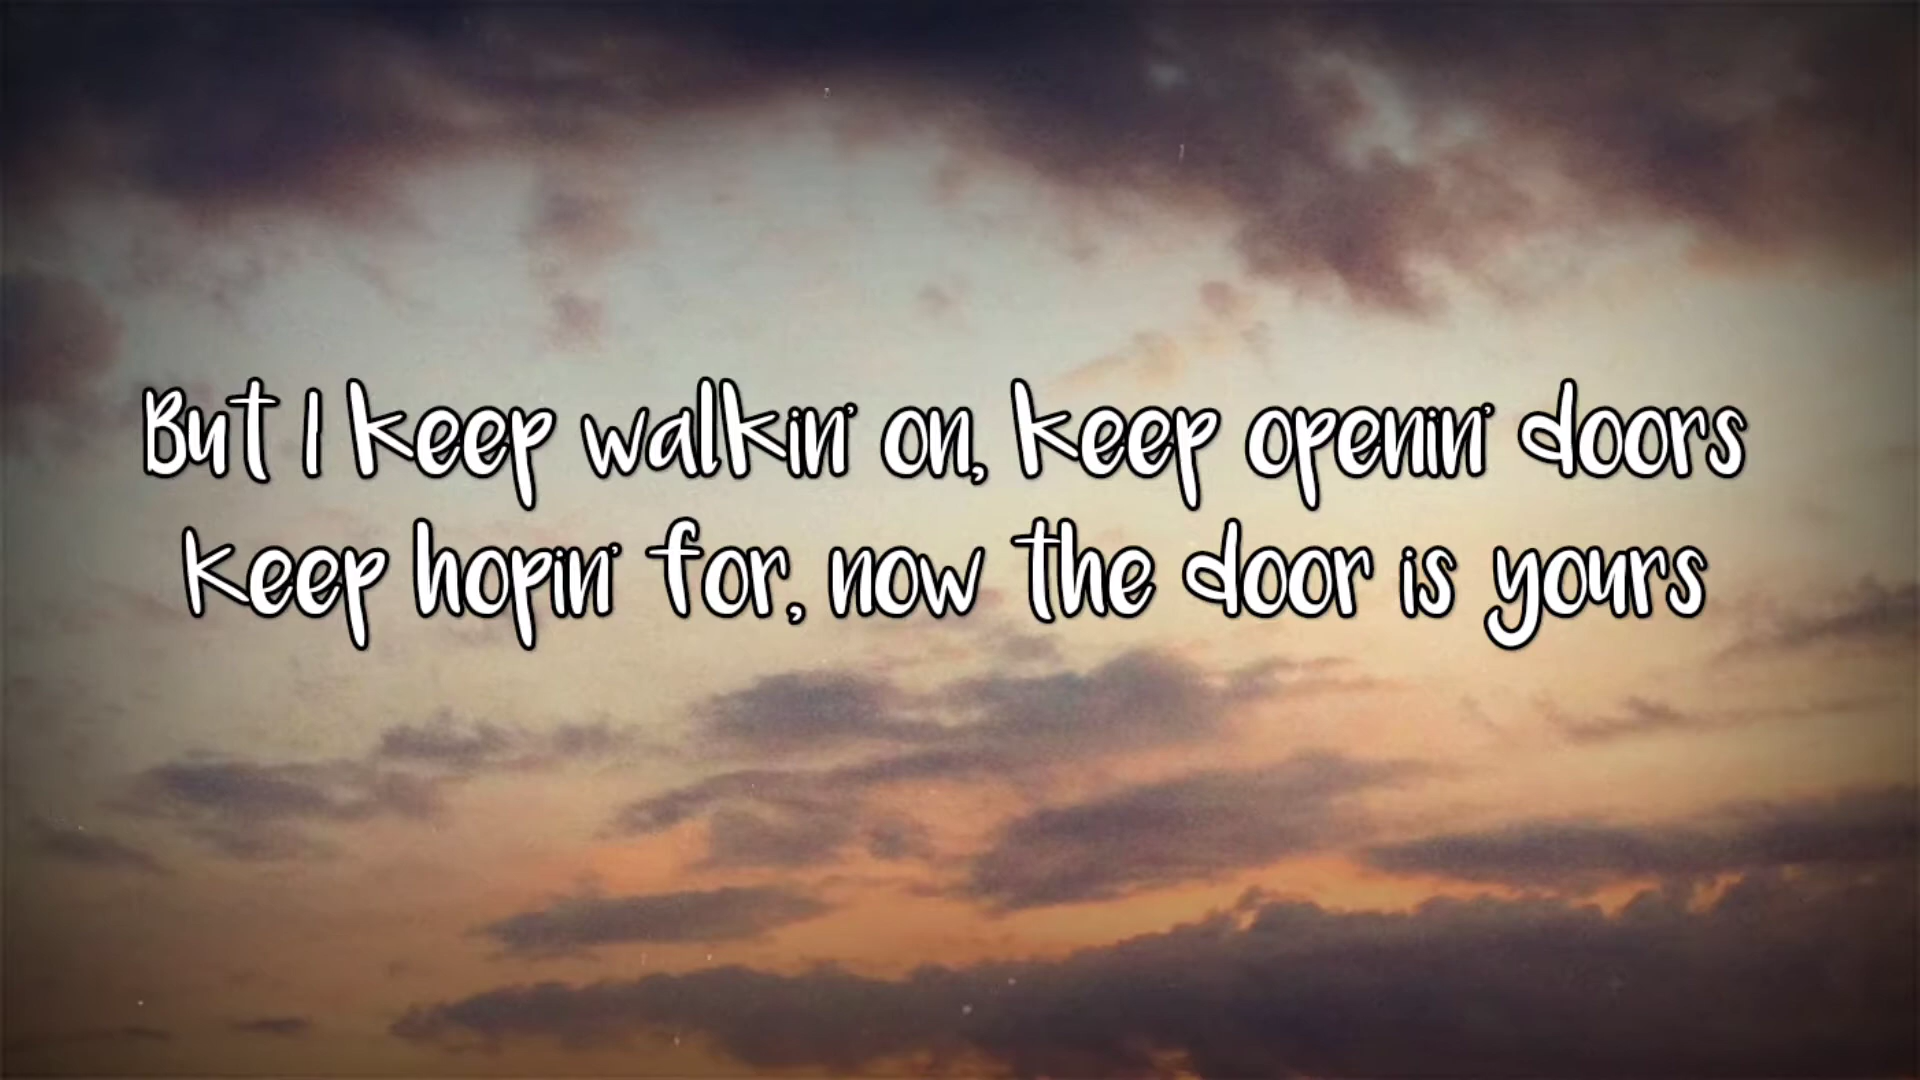 But I keep walkin' on, keep openin' doors
keep hopin' for, now the door is yours